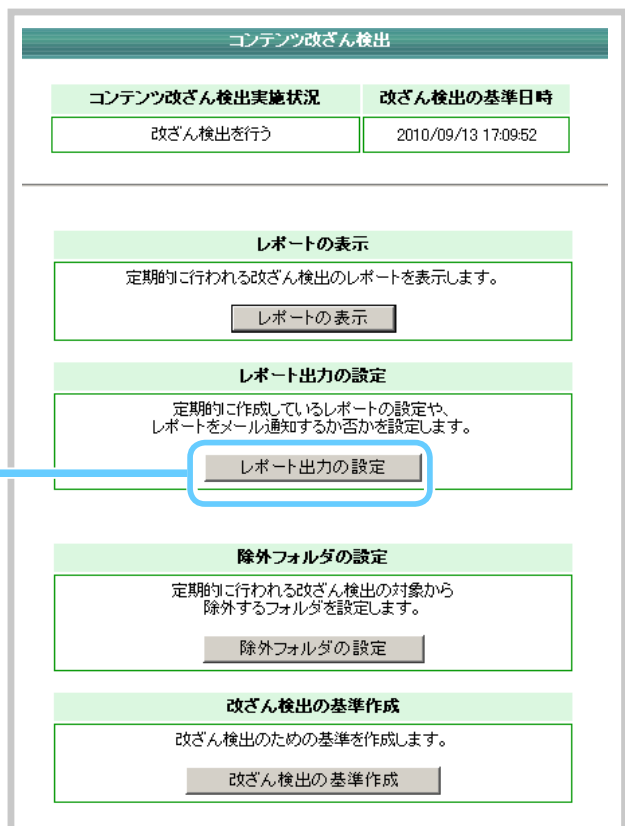 コンテンツ改ざん検出
コンテンツ改ざん検出実施状況 改ざん検出の基準日時
改ざん検出を行う 2010/09/13 17:09:52
レポートの表示
定期的に行われる改ざん検出のレポートを表示します。
レポートの表示
レポート出力の設定
定期的に作成しているレポートの設定や、
レポートをメール通知するか否かを設定します。
レポート出力の設定
除外フォルダの設定
定期的に行われる改ざん検出の対象から
除外するフォルダを設定します。
除外フォルダの設定
改ざん検出の基準作成
改ざん検出のための基準を作成します。
改ざん検出の基準作成